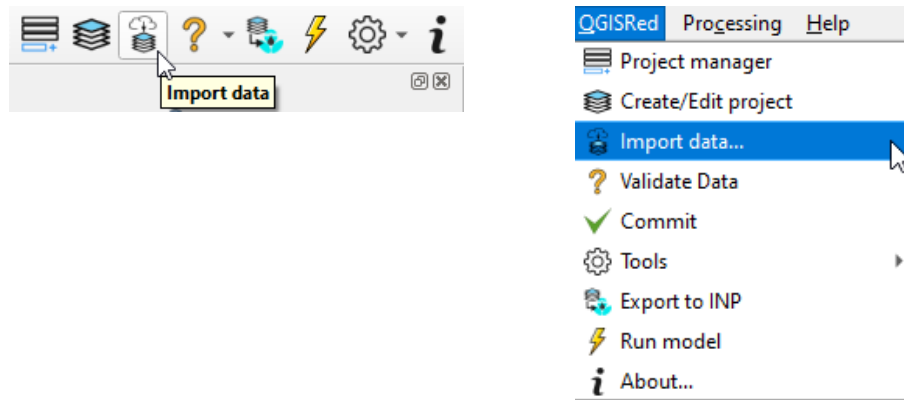 Import data
QGISRed Processing Help
Project manager
Create/Edit project
Import data...
Validate Data
Commit
Tools
Export to INP
Run model
About...